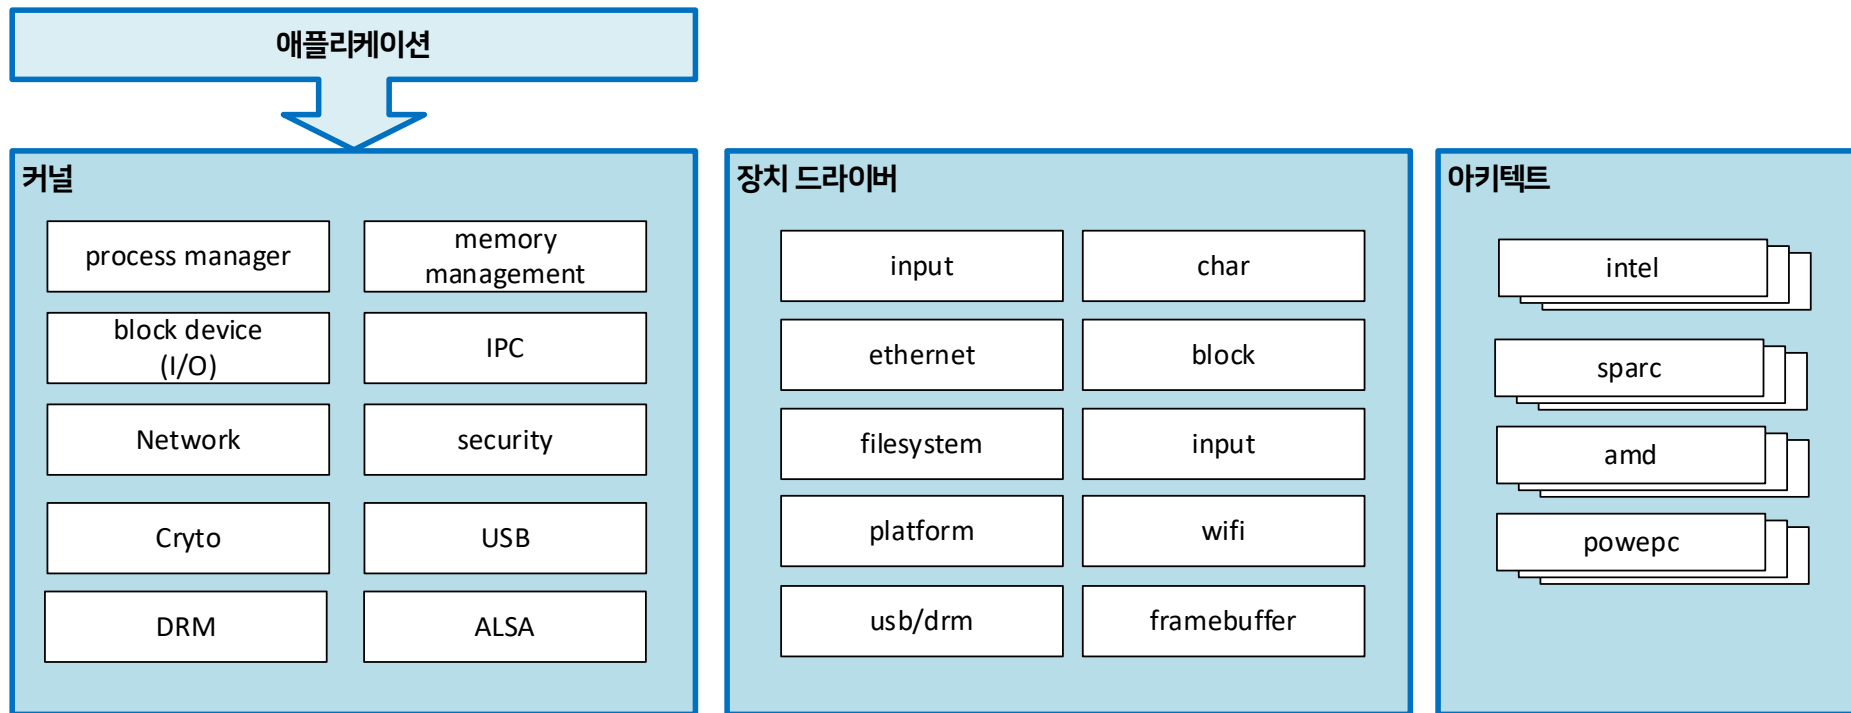 애플리케이션
커널
process manager
memory
management
block device
(I/O)
IPC
Network
security
Cryto
USB
DRM
ALSA
장치 드라이버
input
char
ethernet
block
filesystem
input
platform
wifi
usb/drm
framebuffer
아키텍트
intel
sparc
amd
powepc